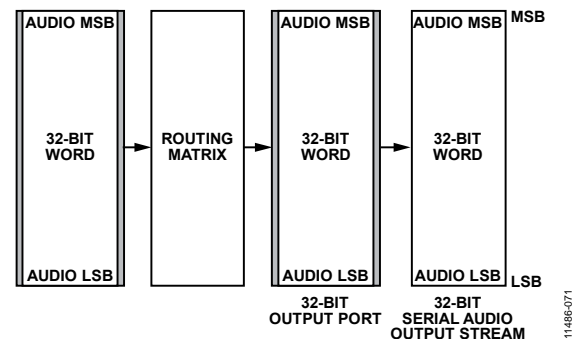 AUDIO MSB
32-BIT
WORD
AUDIO LSB
ROUTING
MATRIX
AUDIO MSB
32-BIT
WORD
AUDIO LSB
32-BIT
OUTPUT PORT
AUDIO MSB
MSB
32-BIT
WORD
AUDIO LSB
LSB
32-BIT
SERIAL AUDIO
OUTPUT STREAM
11486-071